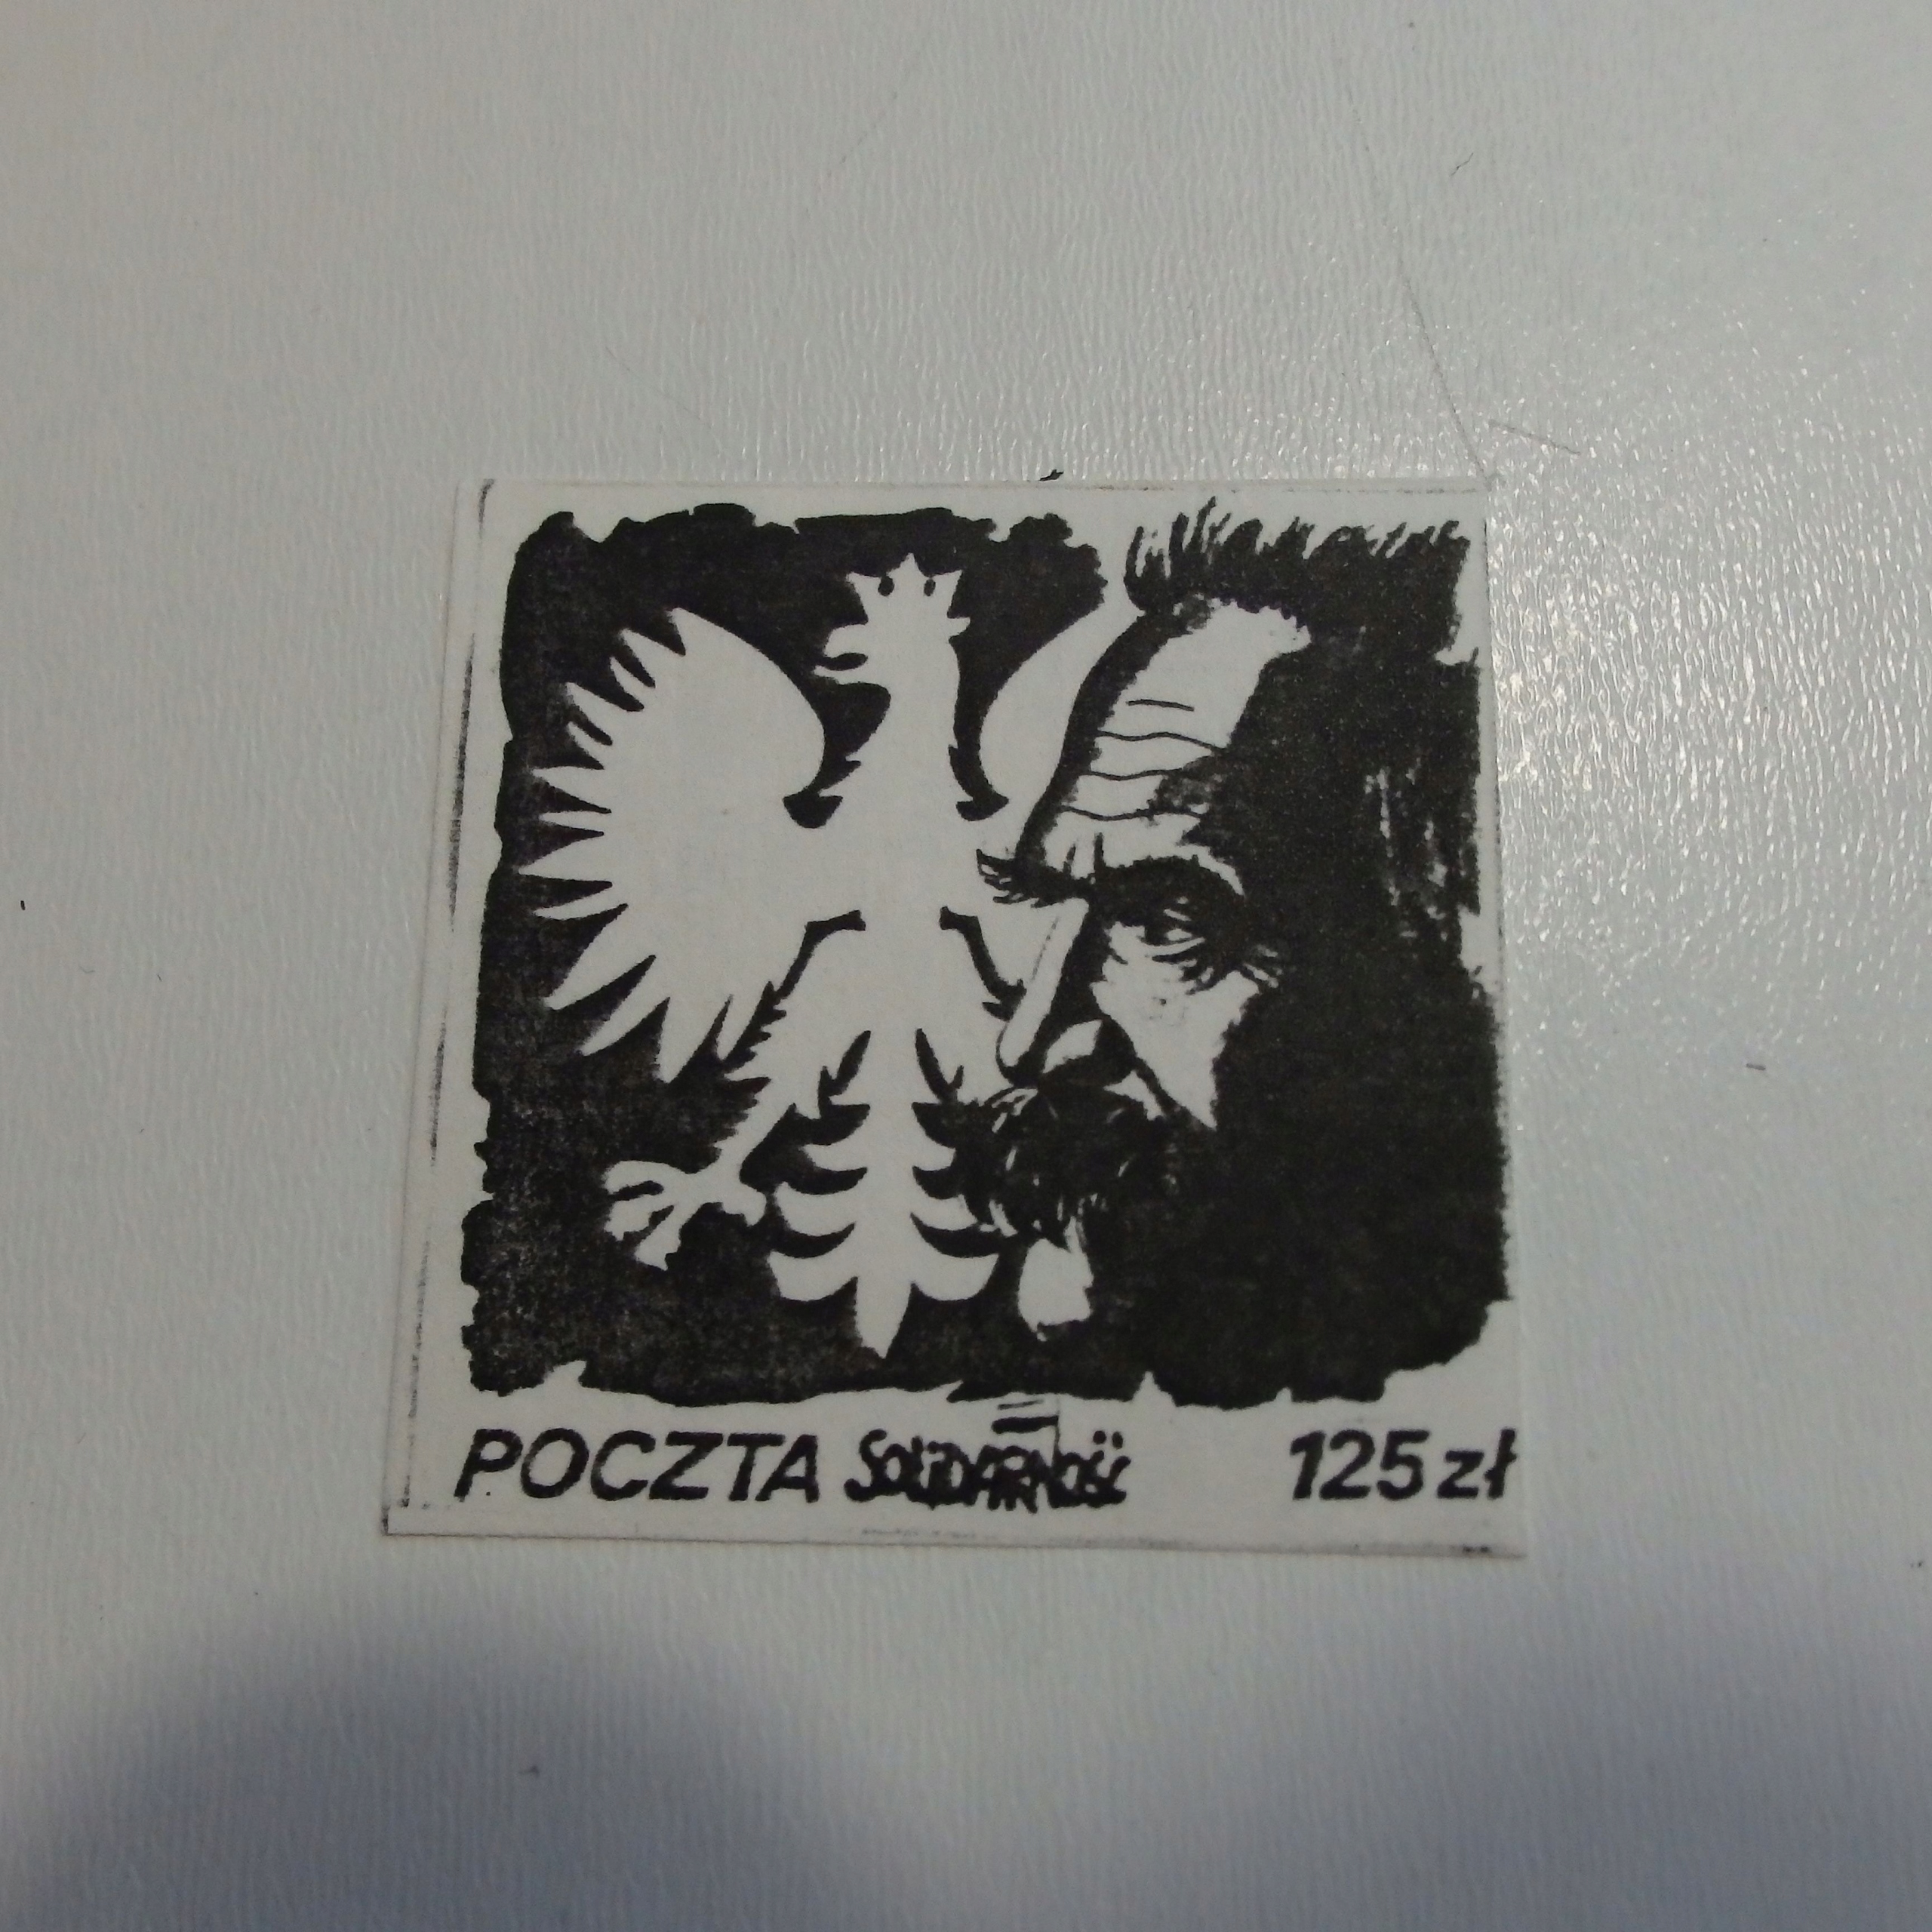 POCZTA SOLIDARNOŚĆ 125 zł